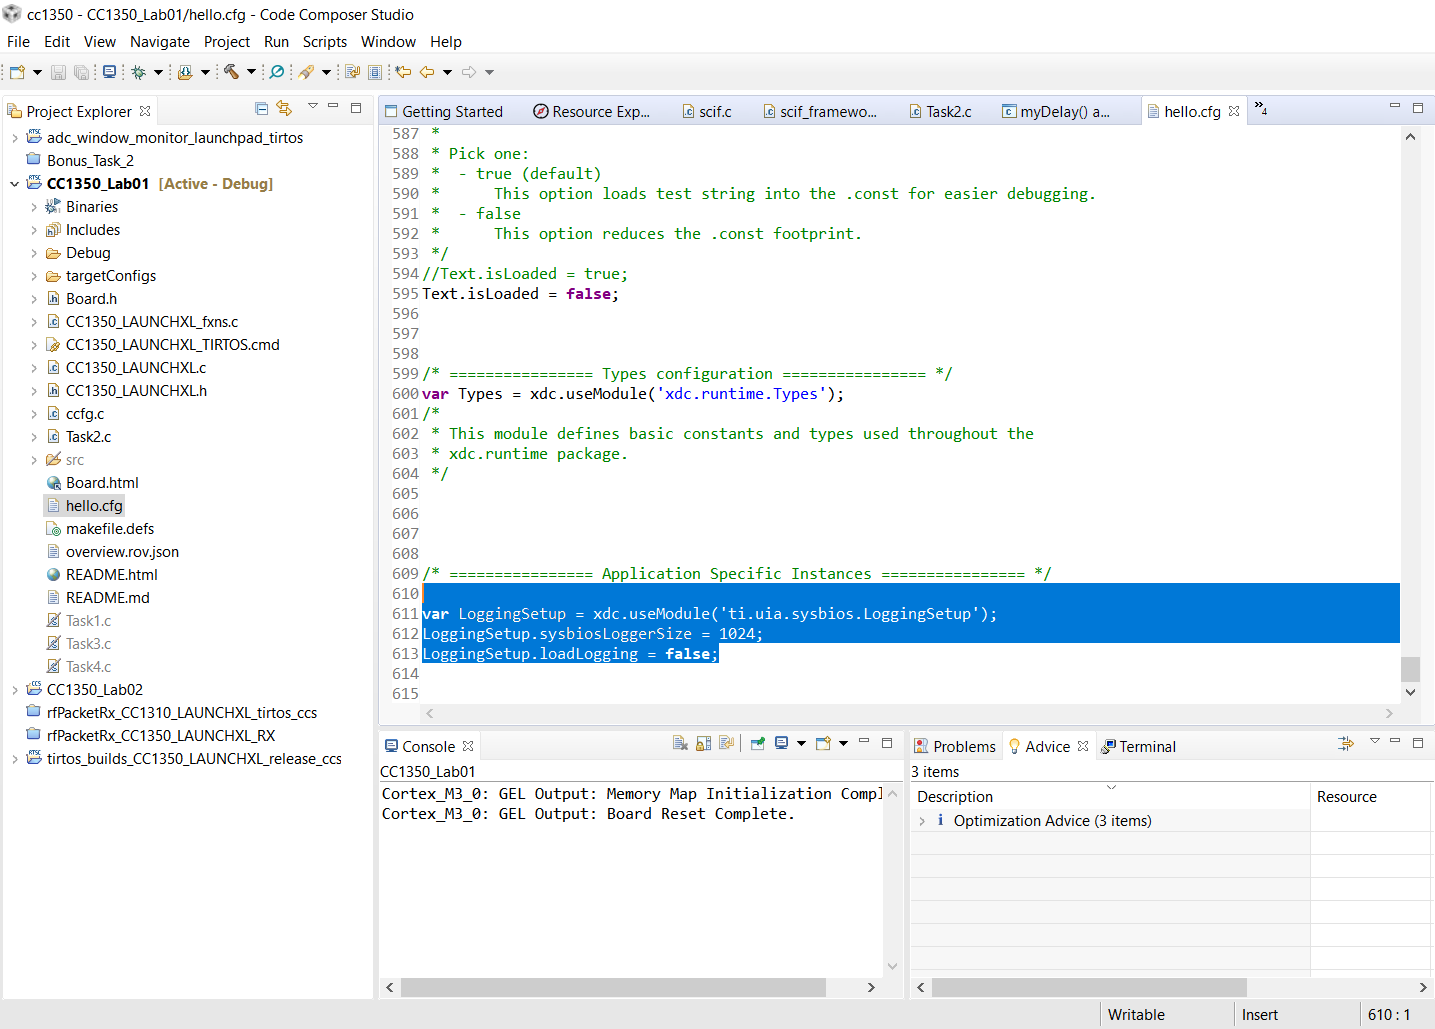 cc1350 - CC1350_Lab01/hello.cfg - Code Composer Studio
File Edit View Navigate Project Run Scripts Window Help
Project Explorer
adc_window_monitor_launchpad_tirtos
Bonus_Task_2
CC1350_Lab01 [Active - Debug]
Binaries
Includes
Debug
targetConfigs
Board.h
CC1350_LAUNCHXL_fxns.c
CC1350_LAUNCHXL_TIRTOS.cmd
CC1350_LAUNCHXL.c
CC1350_LAUNCHXL.h
ccfg.c
Task2.c
src
Board.html
hello.cfg
makefile.defs
overview.rov.json
README.html
README.md
Task1.c
Task3.c
Task4.c
CC1350_Lab02
rfPacketRx_CC1310_LAUNCHXL_tirtos_ccs
rfPacketRx_CC1350_LAUNCHXL_RX
tirtos_builds_CC1350_LAUNCHXL_release_ccs
Getting Started Resource Exp... scif.c scif_framewo... Task2.c myDelay() a... hello.cfg »4
587 *
588 * Pick one:
589 *  - true (default)
590 *      This option loads test string into the .const for easier debugging.
591 *  - false
592 *      This option reduces the .const footprint.
593 */
594 //Text.isLoaded = true;
595 Text.isLoaded = false;
596
597
598
599 /* ================ Types configuration ================ */
600 var Types = xdc.useModule('xdc.runtime.Types');
601 /*
602 * This module defines basic constants and types used throughout the
603 * xdc.runtime package.
604 */
605
606
607
608
609 /* ================ Application Specific Instances ================ */
610
611 var LoggingSetup = xdc.useModule('ti.uia.sysbios.LoggingSetup');
612 LoggingSetup.sysbiosLoggerSize = 1024;
613 LoggingSetup.loadLogging = false;
614
615
Console
CC1350_Lab01
Cortex_M3_0: GEL Output: Memory Map Initialization Compl
Cortex_M3_0: GEL Output: Board Reset Complete.
Problems Advice Terminal
3 items
Description Resource
Optimization Advice (3 items)
Writable Insert 610 : 1